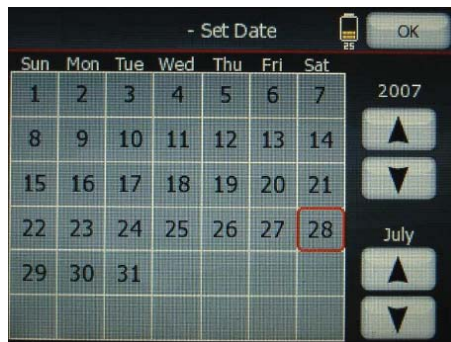 - Set Date
25
OK
Sun Mon Tue Wed Thu Fri Sat
1 2 3 4 5 6 7
2007
8 9 10 11 12 13 14
15 16 17 18 19 20 21
22 23 24 25 26 27 28
July
29 30 31